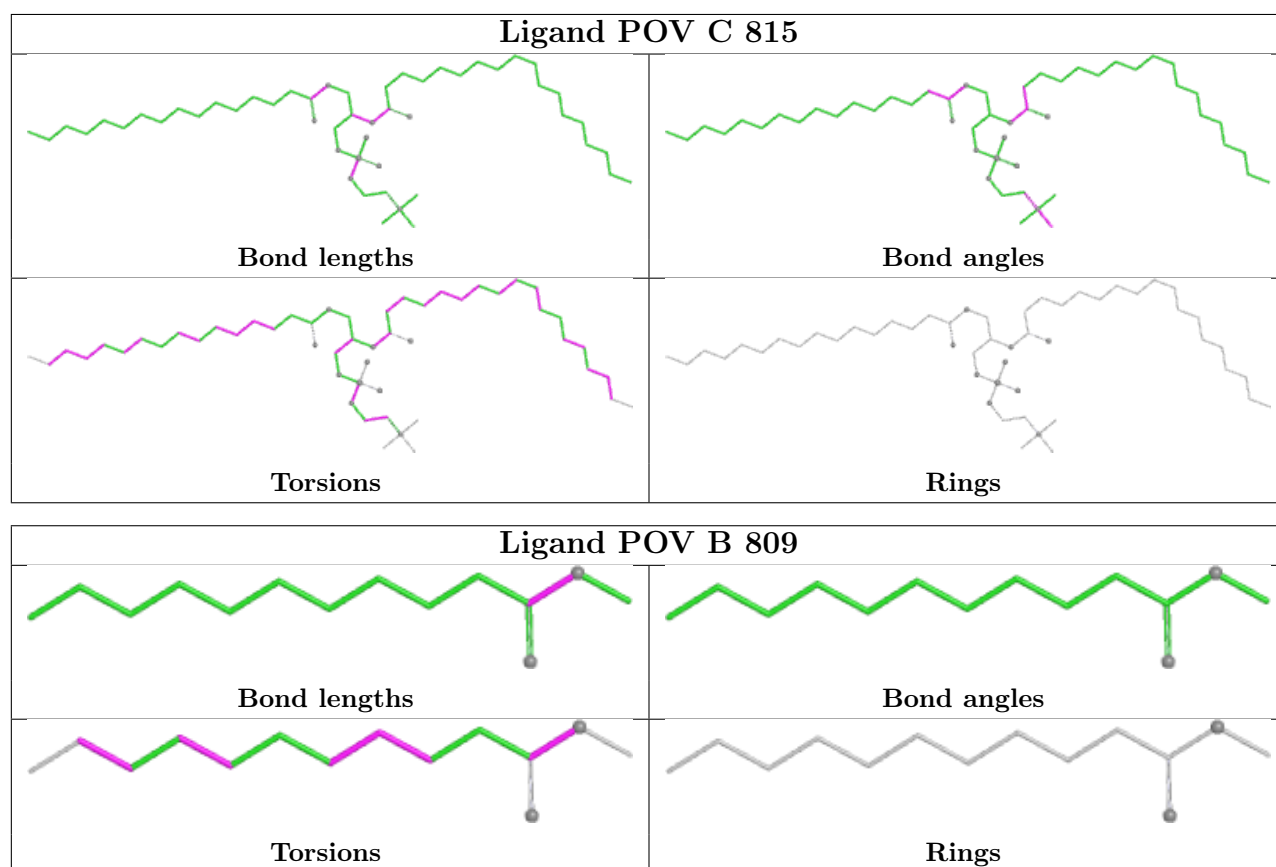 Ligand POV C 815
Bond lengths
Bond angles
Torsions
Rings
Ligand POV B 809
Bond lengths
Bond angles
Torsions
Rings